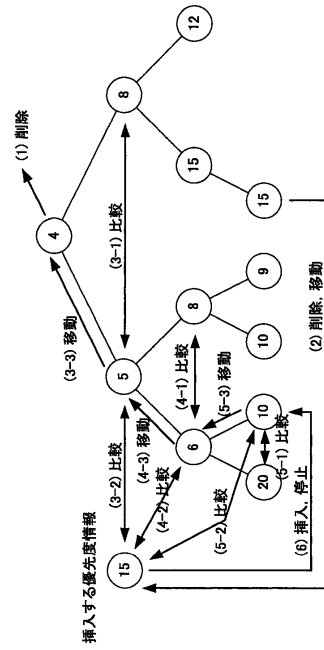 挿入する優先度情報
(1) 削除
4
(3-3) 移動
(3-1) 比較
5
8
12
15
(3-2) 比較
(4-3) 移動
(4-2) 比較
(4-1) 比較
6
8
15
(5-3) 移動
(5-2) 比較
(5-1) 比較
20
10
10
9
15
(6) 挿入, 停止
(2) 削除, 移動